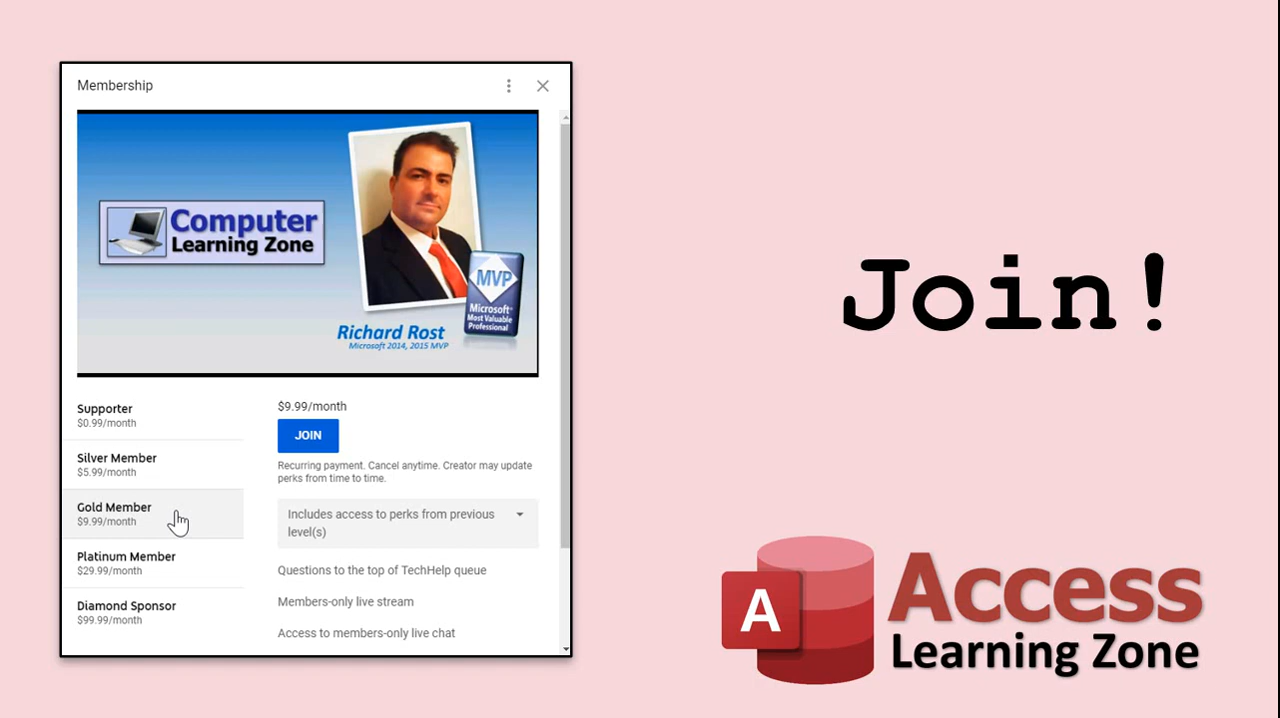 Membership
Computer
Learning Zone
MVP
Microsoft®
Most Valuable
Professional
Richard Rost
Microsoft 2014, 2015 MVP
Supporter
$0.99/month
Silver Member
$5.99/month
Gold Member
$9.99/month
Platinum Member
$29.99/month
Diamond Sponsor
$99.99/month
$9.99/month
JOIN
Recurring payment. Cancel anytime. Creator may update
perks from time to time.
Includes access to perks from previous
level(s)
Questions to the top of TechHelp queue
Members-only live stream
Access to members-only live chat
Join!
A
Access
Learning Zone